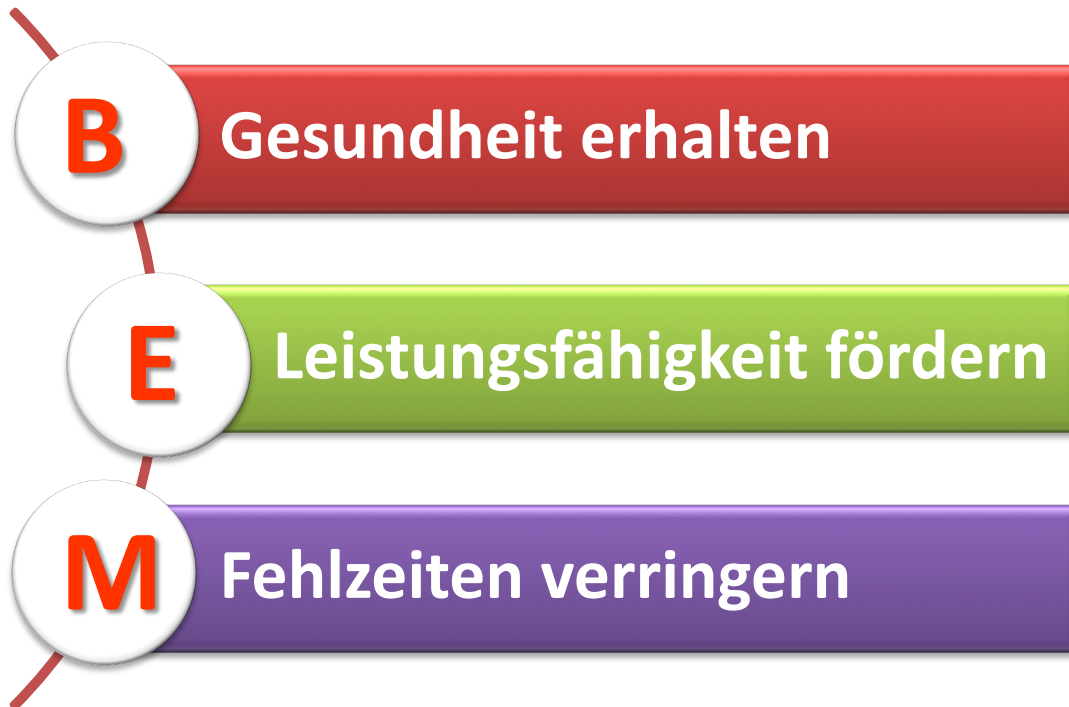 B Gesundheit erhalten
E Leistungsfähigkeit fördern
M Fehlzeiten verringern